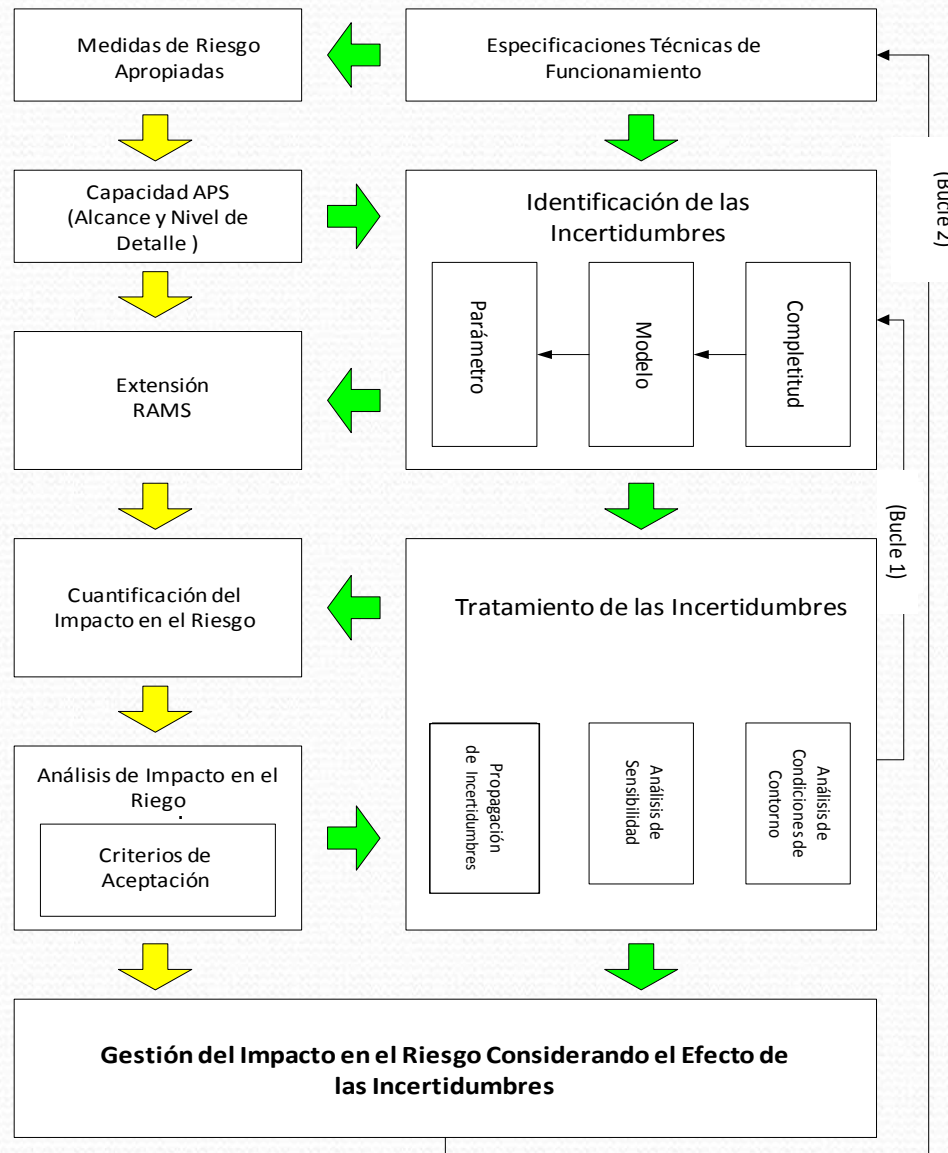 Medidas de Riesgo
Apropiadas
Especificaciones Técnicas de
Funcionamiento
(Bucle 2)
Capacidad APS
(Alcance y Nivel de
Detalle )
Identificación de las
Incertidumbres
Parámetro
Modelo
Completitud
Extensión
RAMS
(Bucle 1)
Cuantificación del
Impacto en el Riesgo
Tratamiento de las Incertidumbres
Propagación
de Incertidumbres
Análisis de
Sensibilidad
Análisis de
Condiciones de
Contorno
Análisis de Impacto en el
Riego
.
Criterios de
Aceptación
Gestión del Impacto en el Riesgo Considerando el Efecto de
las Incertidumbres